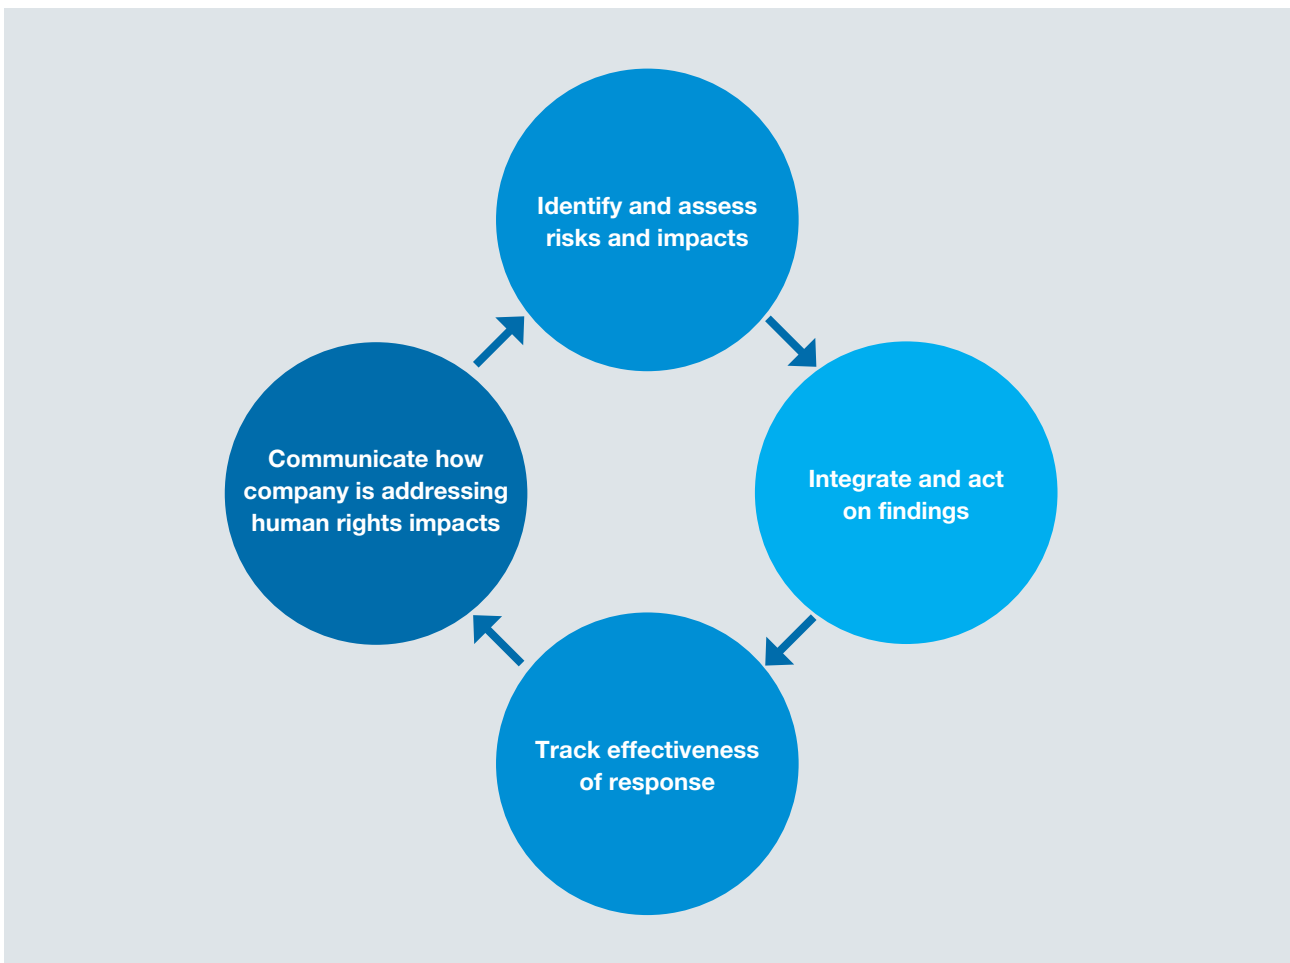 Identify and assess
risks and impacts
Integrate and act
on findings
Track effectiveness
of response
Communicate how
company is addressing
human rights impacts